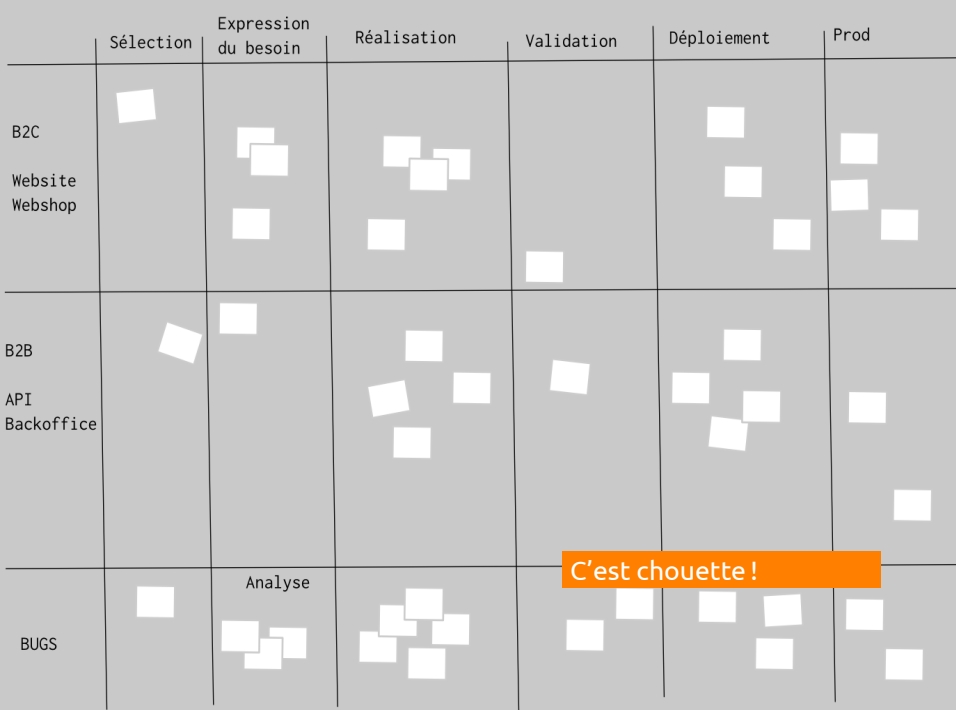 Sélection
Expression
du besoin
Réalisation
Validation
Déploiement
Prod
B2C
Website
Webshop
B2B
API
Backoffice
C'est chouette !
Analyse
BUGS